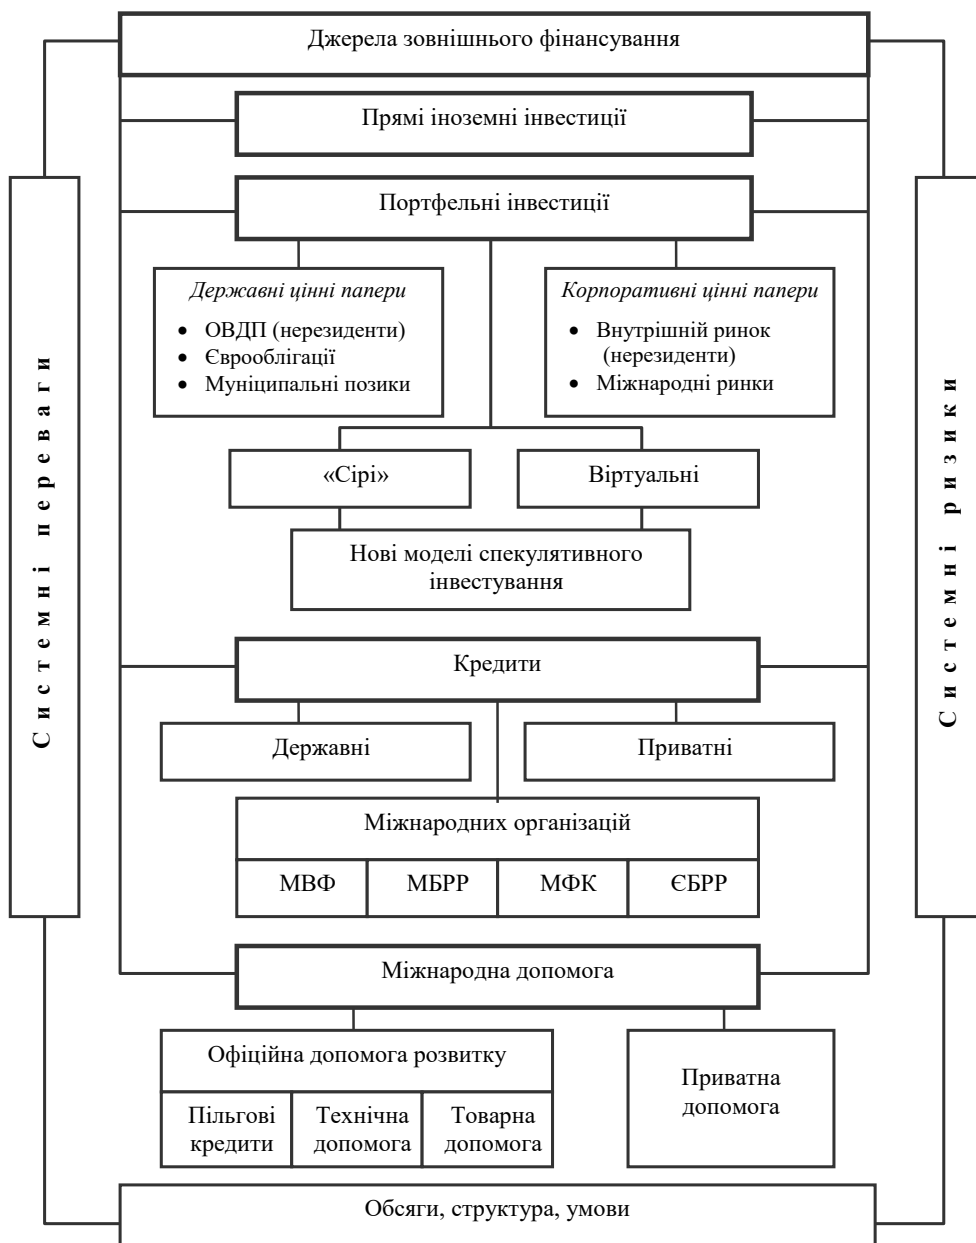 Джерела зовнішнього фінансування
Прямі іноземні інвестиції
Портфельні інвестиції
Державні цінні папери
• ОВДП (нерезиденти)
• Єврооблігації
• Муніципальні позики
Корпоративні цінні папери
• Внутрішній ринок
(нерезиденти)
• Міжнародні ринки
«Сірі»
Віртуальні
Нові моделі спекулятивного
інвестування
Кредити
Державні
Приватні
Міжнародних організацій
МВФ
МБРР
МФК
ЄБРР
Міжнародна допомога
Офіційна допомога розвитку
Пільгові
кредити
Технічна
допомога
Товарна
допомога
Приватна
допомога
Обсяги, структура, умови
Системні переваги
Системні ризики